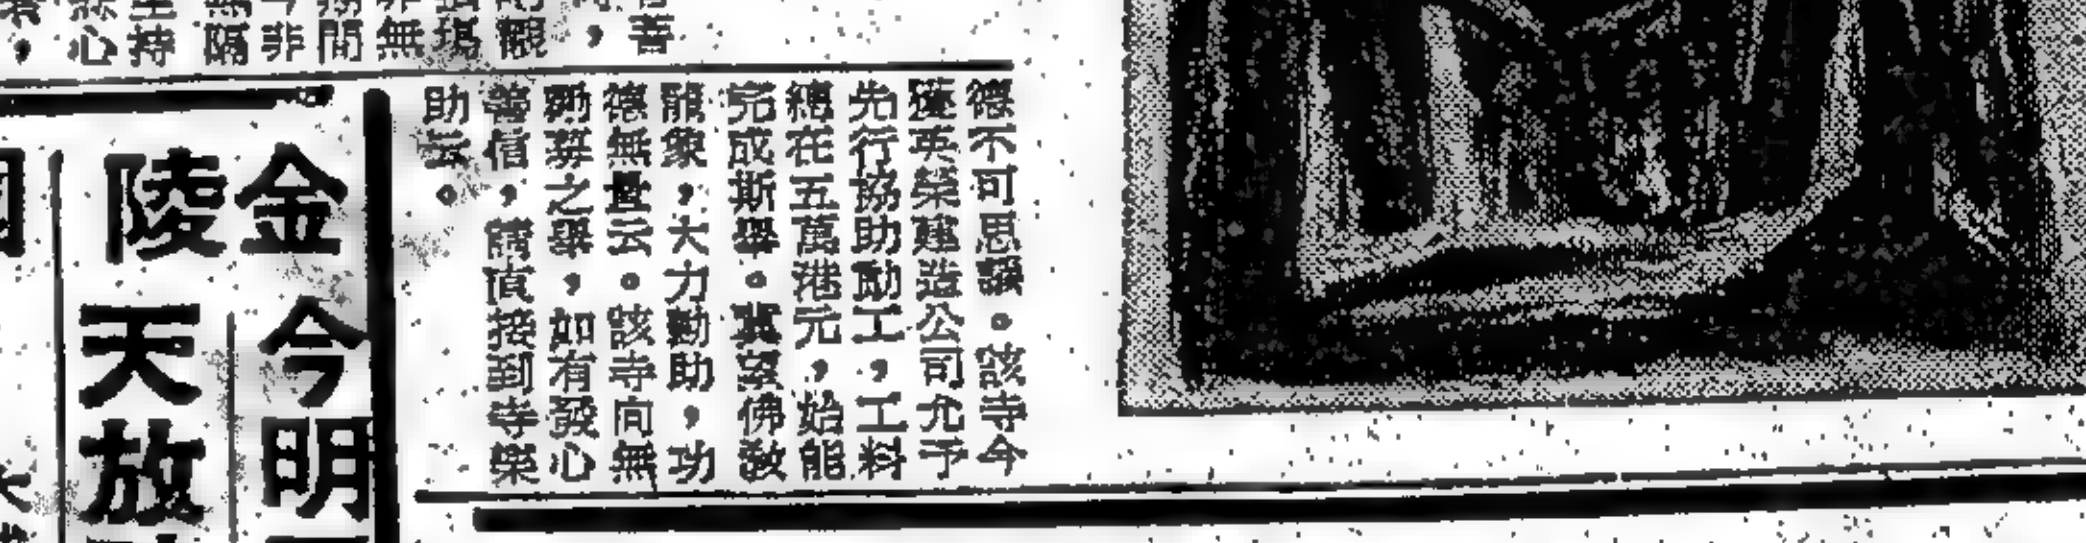 德不可思議。該寺今
獲英榮建造公司允予
先行協助動工，工料
總在五萬港元，始能
完成斯舉。冀望佛教
龍象，大力勷助，功
德無量云。該寺向無
勸募之舉，如有發心
善信，請直接到寺樂
助云。
金陵
今明
天放